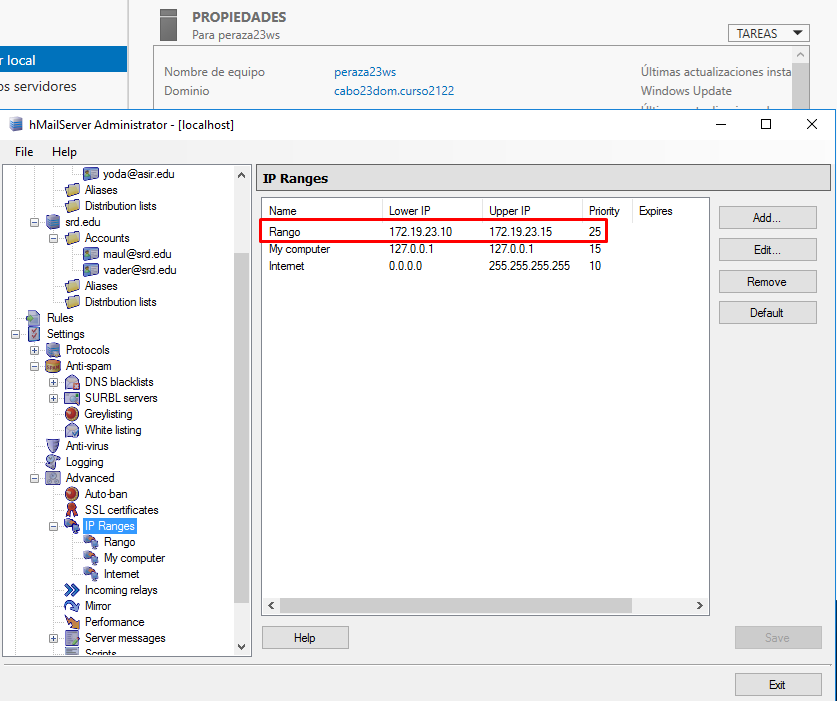 PROPIEDADES
Para peraza23ws
TAREAS
r local
os servidores
Nombre de equipo peraza23ws Últimas actualizaciones insta
Dominio cabo23dom.curso2122 Windows Update
hMailServer Administrator - [localhost]
File Help
yoda@asir.edu
Aliases
Distribution lists
srd.edu
Accounts
maul@srd.edu
vader@srd.edu
Aliases
Distribution lists
Rules
Settings
Protocols
Anti-spam
DNS blacklists
SURBL servers
Greylisting
White listing
Anti-virus
Logging
Advanced
Auto-ban
SSL certificates
IP Ranges
Rango
My computer
Internet
Incoming relays
Mirror
Performance
Server messages
Scripts
IP Ranges
Name Lower IP Upper IP Priority Expires
Rango 172.19.23.10 172.19.23.15 25
My computer 127.0.0.1 127.0.0.1 15
Internet 0.0.0.0 255.255.255.255 10
Add...
Edit...
Remove
Default
Help
Save
Exit